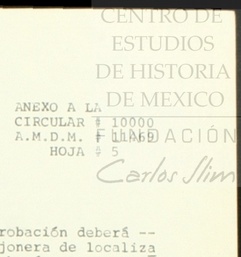 CENTRO DE
ESTUDIOS
DE HISTORIA
DE MEXICO
FUNDACIÓN
Carlos Slim
ANEXO A LA
CIRCULAR # 10000
A.M.D.M. # 11469
HOJA # 5
robación deberá --
jonera de localiza